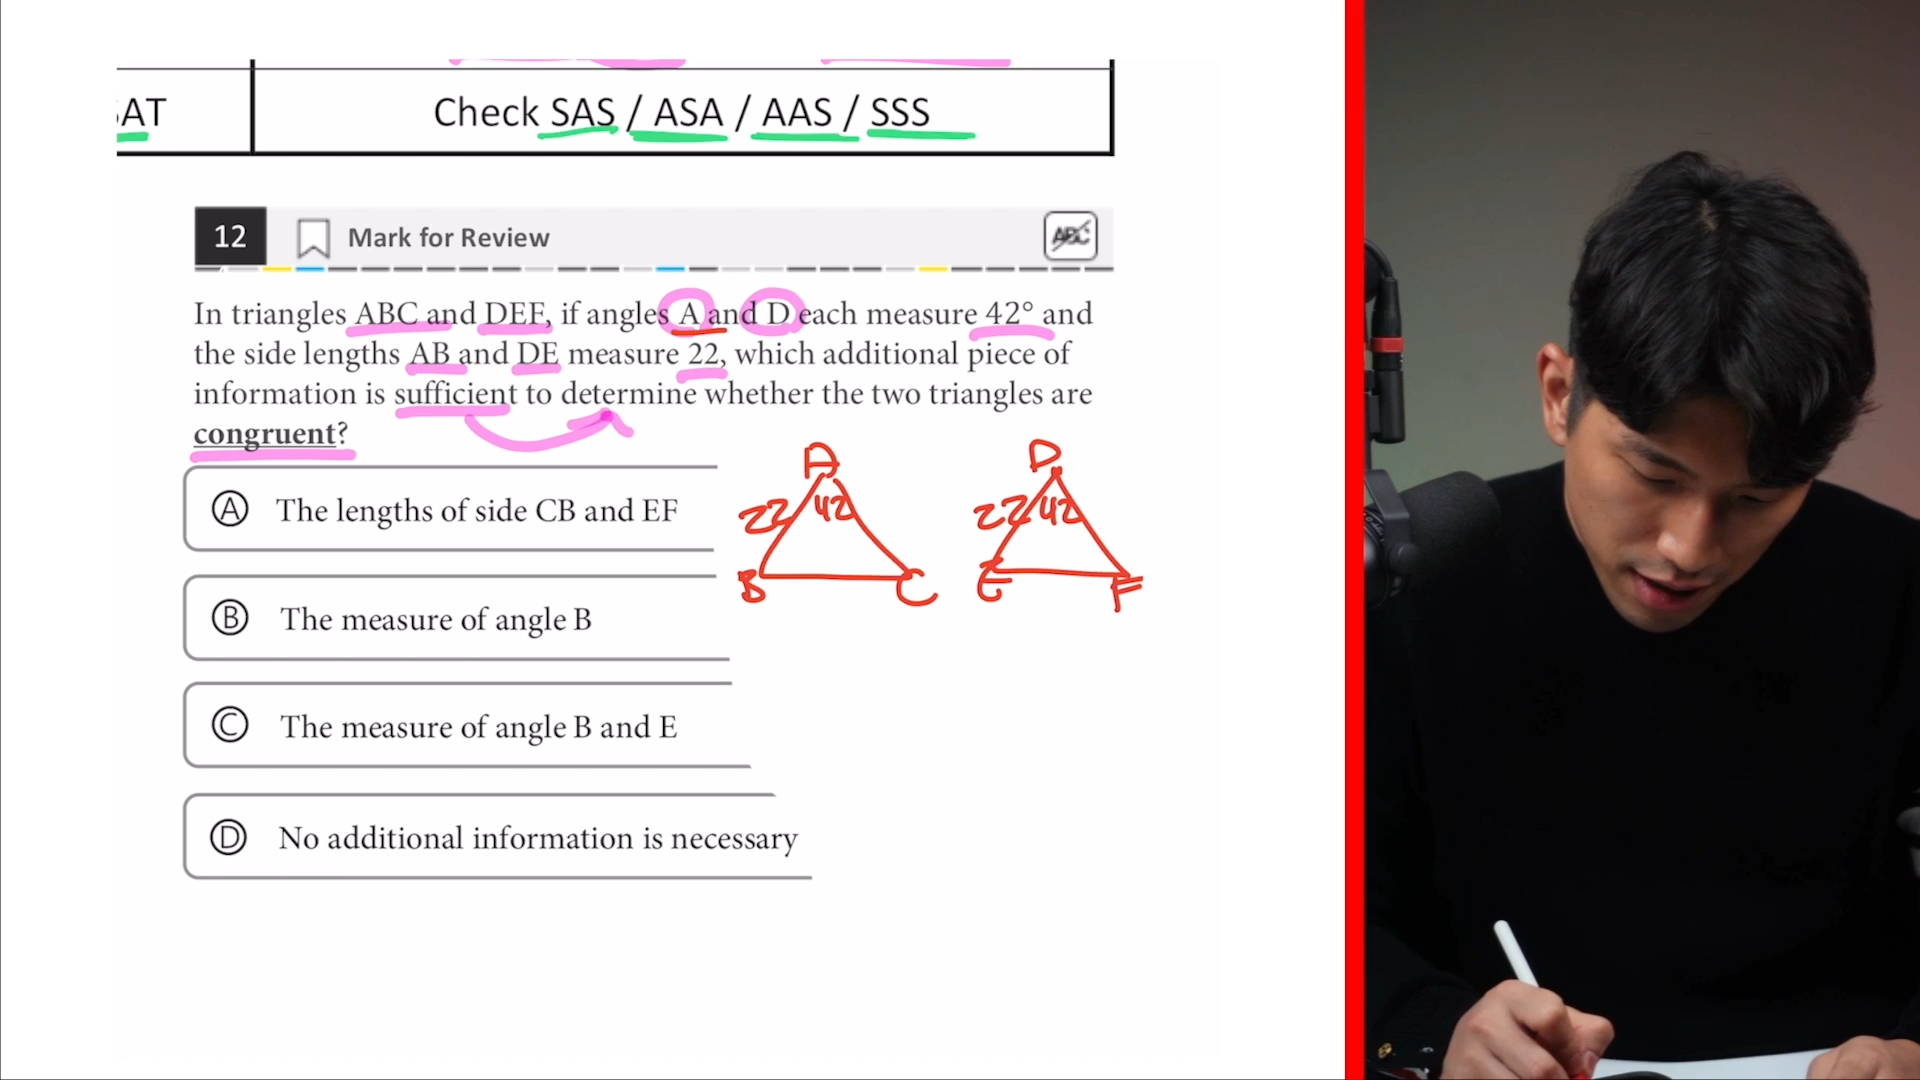 SAT
Check SAS / ASA / AAS / SSS
12 Mark for Review ABC
In triangles ABC and DEF, if angles A and D each measure 42° and
the side lengths AB and DE measure 22, which additional piece of
information is sufficient to determine whether the two triangles are
congruent?
A The lengths of side CB and EF
B The measure of angle B
C The measure of angle B and E
D No additional information is necessary
A
22 42
B C
D
22 42
E F